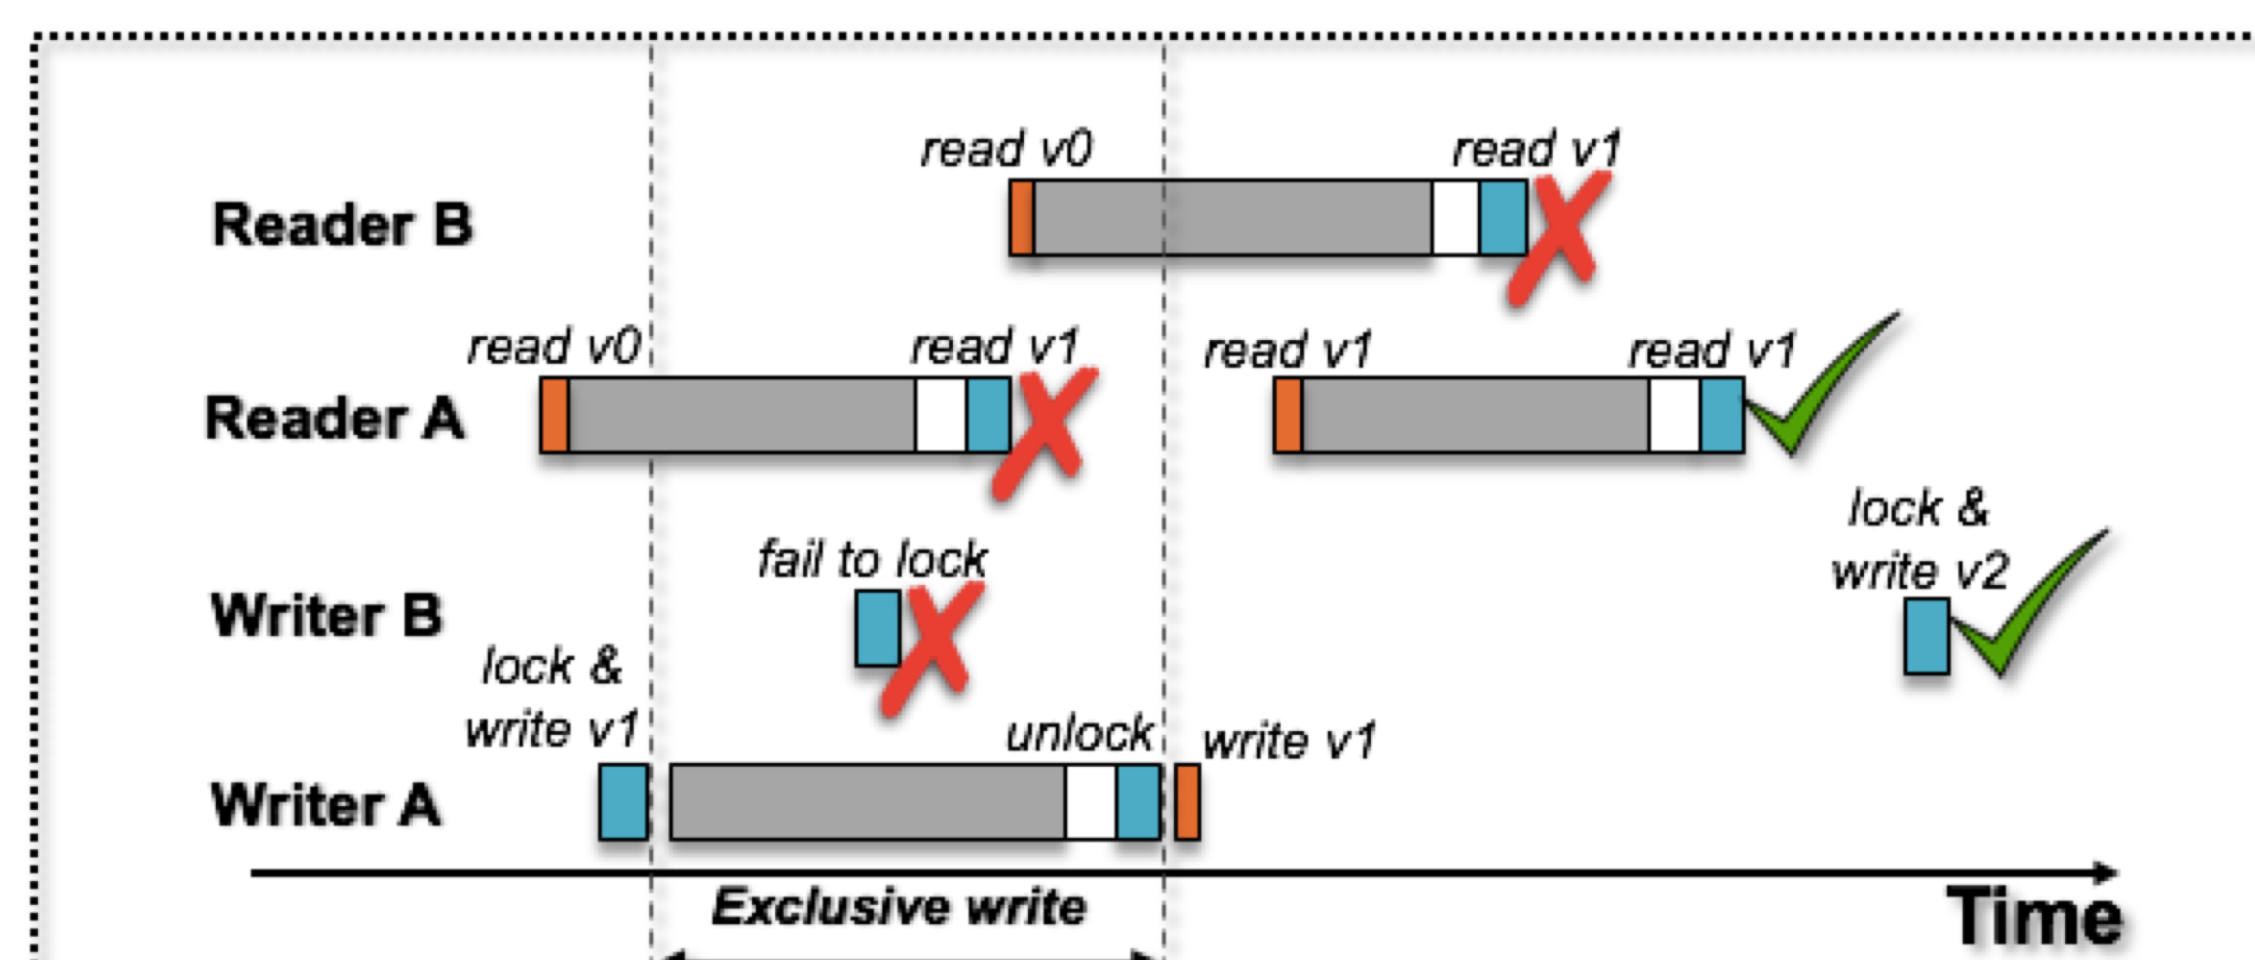 read v0
read v1
Reader B
read v0
read v1
read v1
read v1
Reader A
lock &
write v2
fail to lock
Writer B
lock &
write v1
unlock
write v1
Writer A
Exclusive write
Time